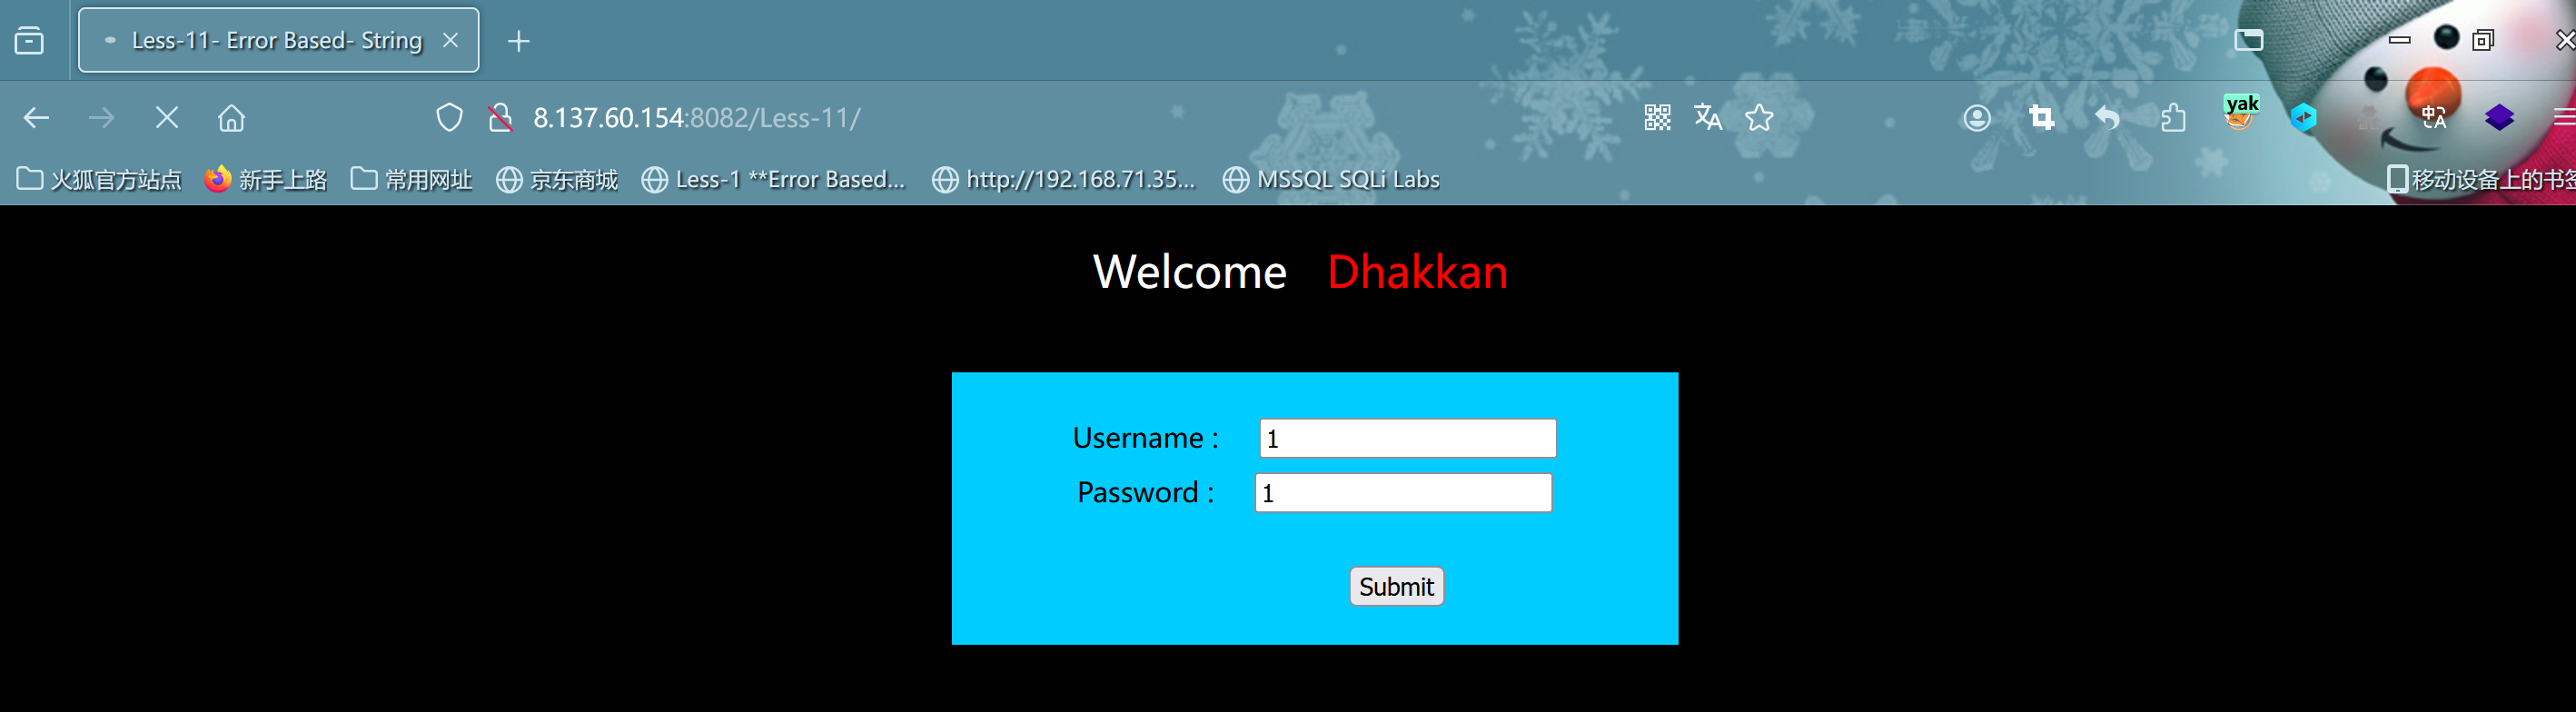 Less-11- Error Based- String
8.137.60.154:8082/Less-11/
yak
中A
火狐官方站点 新手上路 常用网址 京东商城 Less-1 **Error Based... http://192.168.71.35... MSSQL SQLi Labs 移动设备上的书签
Welcome Dhakkan
Username : 1
Password : 1
Submit